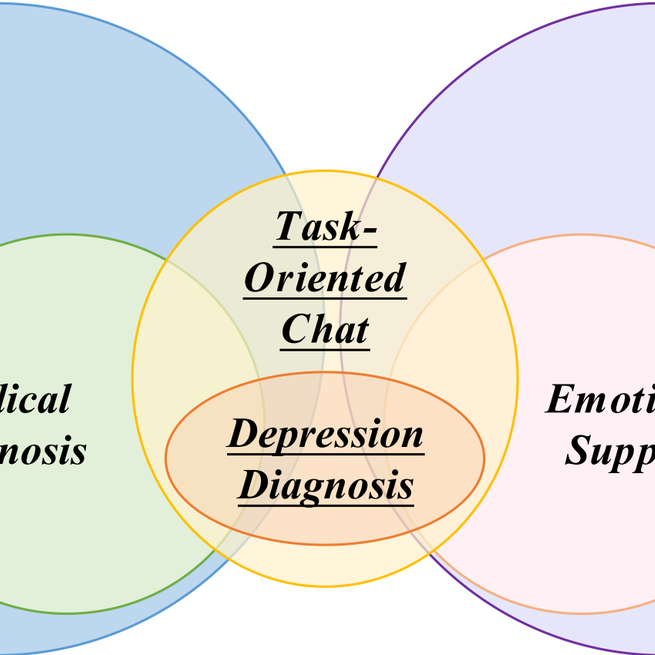 Task-
Oriented
Chat
Depression
Diagnosis
dical
nosis
Emoti
Supp